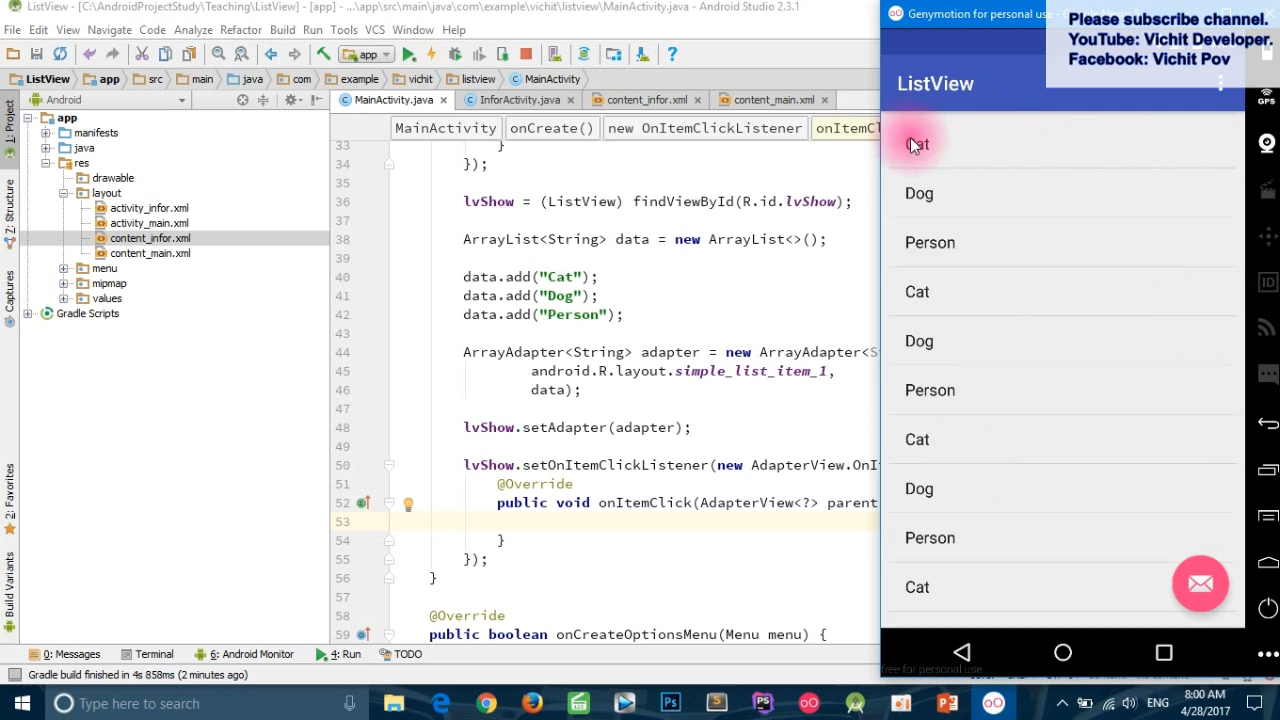 ListView - [C:\AndroidProjectStudy\Teaching\ListView] - [app] - ...\app\src\main\java\com\example\vichit\listview\MainActivity.java - Android Studio 2.3.1
File Edit View Navigate Code Analyze Refactor Build Run Tools VCS Window Help
app
ListView app src main java com example vichit listview MainActivity
Android
MainActivity.java InforActivity.java content_infor.xml content_main.xml
MainActivity onCreate() new OnItemClickListener onItemCl
1: Project
Z: Structure
Captures
2: Favorites
Build Variants
app
manifests
java
res
drawable
layout
activity_infor.xml
activity_main.xml
content_infor.xml
content_main.xml
menu
mipmap
values
Gradle Scripts
33 }
34 });
35
36 lvShow = (ListView) findViewById(R.id.lvShow);
37
38 ArrayList<String> data = new ArrayList<>();
39
40 data.add("Cat");
41 data.add("Dog");
42 data.add("Person");
43
44 ArrayAdapter<String> adapter = new ArrayAdapter<S
45 android.R.layout.simple_list_item_1,
46 data);
47
48 lvShow.setAdapter(adapter);
49
50 lvShow.setOnItemClickListener(new AdapterView.OnI
51 @Override
52 public void onItemClick(AdapterView<?> parent
53
54 }
55 });
56 }
57
58 @Override
59 public boolean onCreateOptionsMenu(Menu menu) {
0: Messages Terminal 6: Android Monitor 4: Run TODO
Gradle build finished in 4s 858ms (2 minutes ago)
Genymotion for personal use
Please subscribe channel.
YouTube: Vichit Developer.
Facebook: Vichit Pov
ListView
Cat
Dog
Person
Cat
Dog
Person
Cat
Dog
Person
Cat
free for personal use
GPS
ID
Type here to search
ENG
8:00 AM
4/28/2017